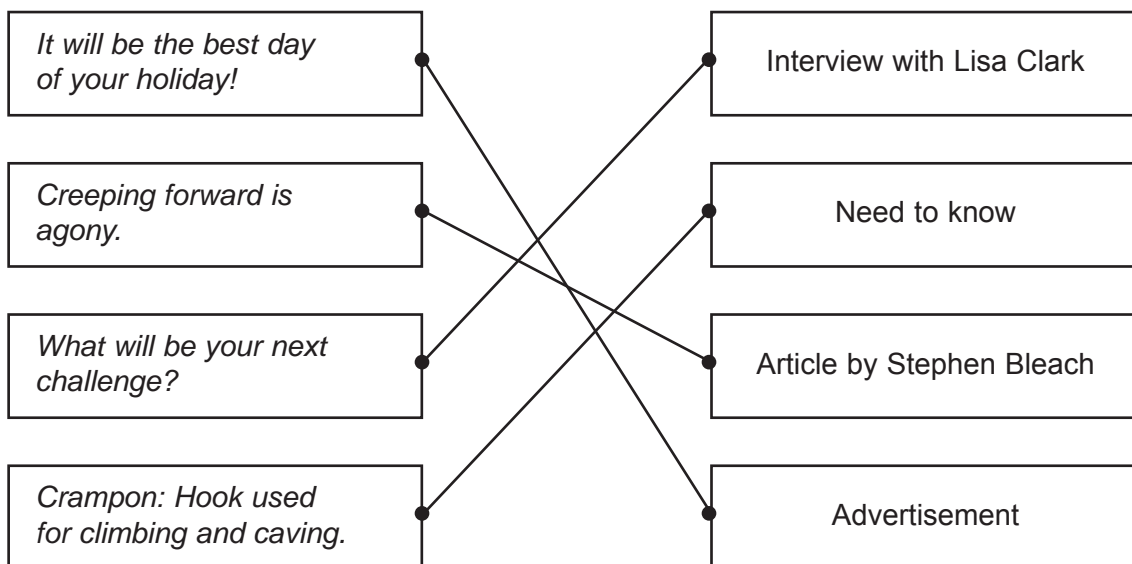 It will be the best day
of your holiday!
Interview with Lisa Clark
Creeping forward is
agony.
Need to know
What will be your next
challenge?
Article by Stephen Bleach
Crampon: Hook used
for climbing and caving.
Advertisement